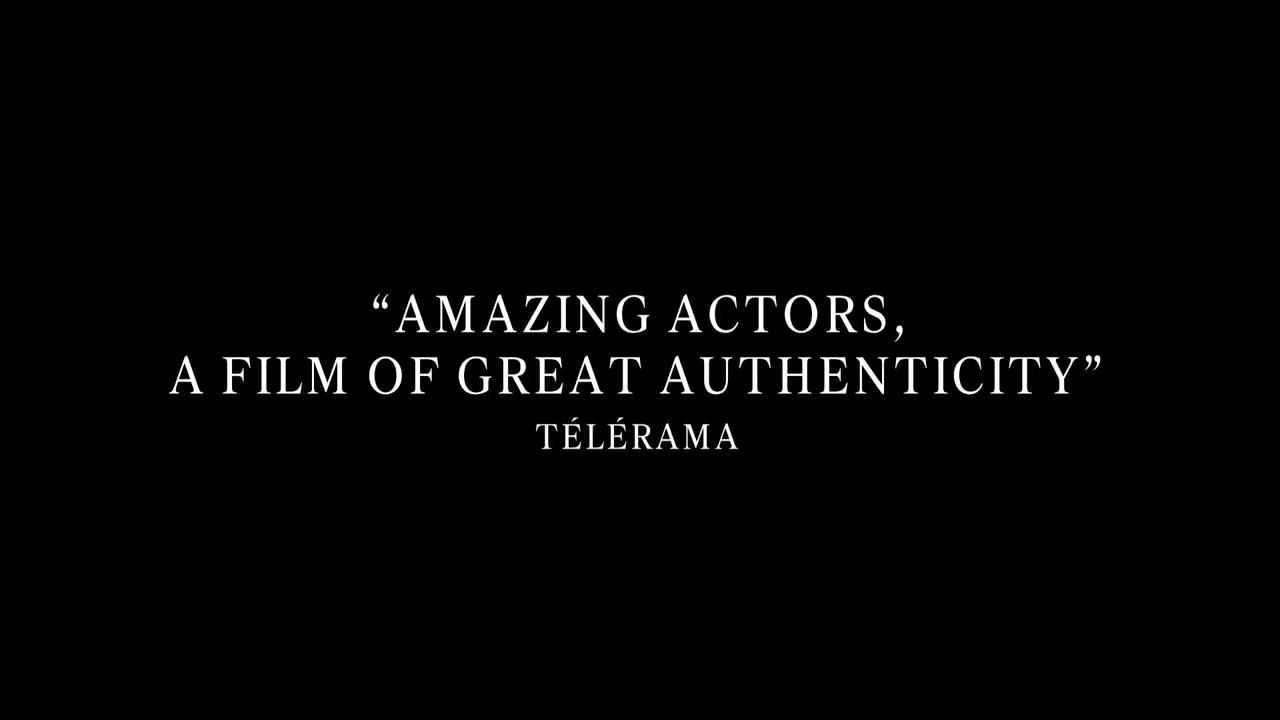 “AMAZING ACTORS,
A FILM OF GREAT AUTHENTICITY”
TÉLÉRAMA